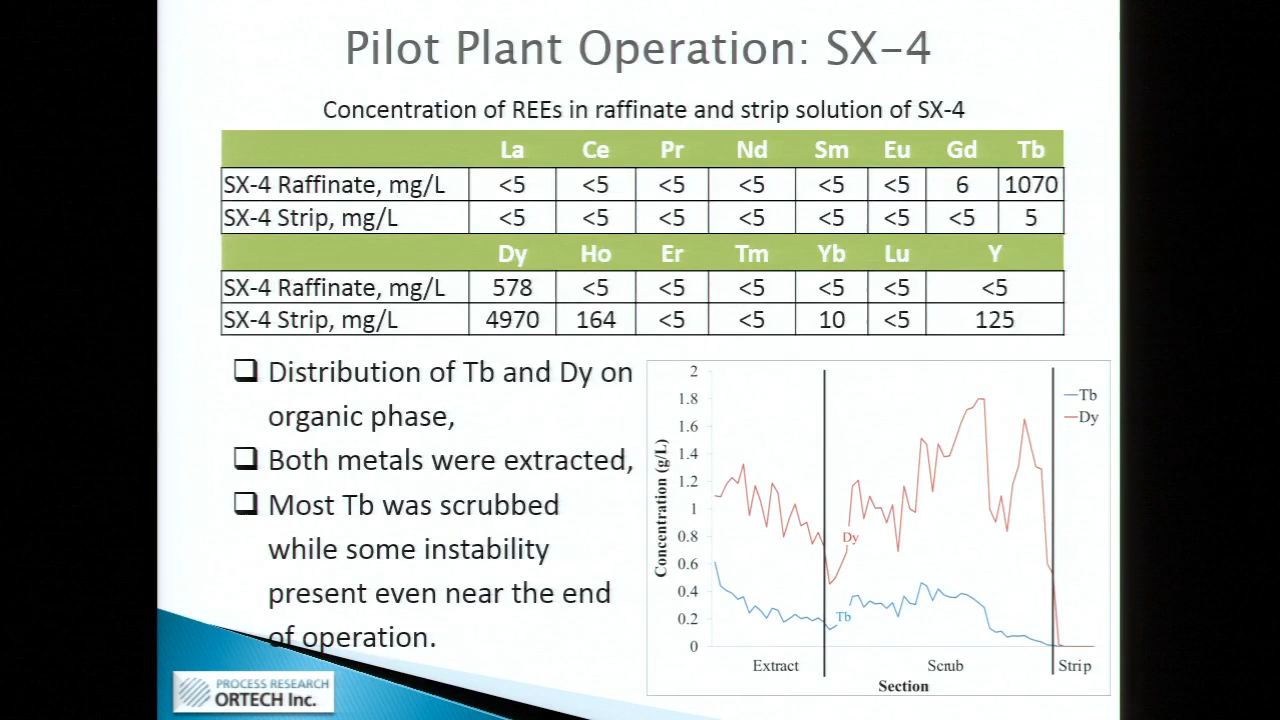 Pilot Plant Operation: SX-4
Concentration of REEs in raffinate and strip solution of SX-4
La Ce Pr Nd Sm Eu Gd Tb
SX-4 Raffinate, mg/L <5 <5 <5 <5 <5 <5 6 1070
SX-4 Strip, mg/L <5 <5 <5 <5 <5 <5 <5 5
Dy Ho Er Tm Yb Lu Y
SX-4 Raffinate, mg/L 578 <5 <5 <5 <5 <5 <5
SX-4 Strip, mg/L 4970 164 <5 <5 10 <5 125
❑ Distribution of Tb and Dy on
organic phase,
❑ Both metals were extracted,
❑ Most Tb was scrubbed
while some instability
present even near the end
of operation.
Concentration (g/L)
2
1.8
1.6
1.4
1.2
1
0.8
0.6
0.4
0.2
0
Tb
Dy
Dy
Tb
Extract Scrub Strip
Section
PROCESS RESEARCH
ORTECH Inc.